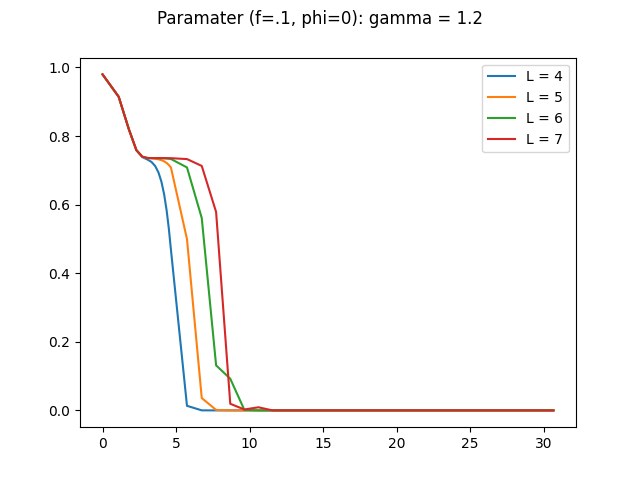 Paramater (f=.1, phi=0): gamma = 1.2
1.0
0.8
0.6
0.4
0.2
0.0
0 5 10 15 20 25 30
L = 4
L = 5
L = 6
L = 7